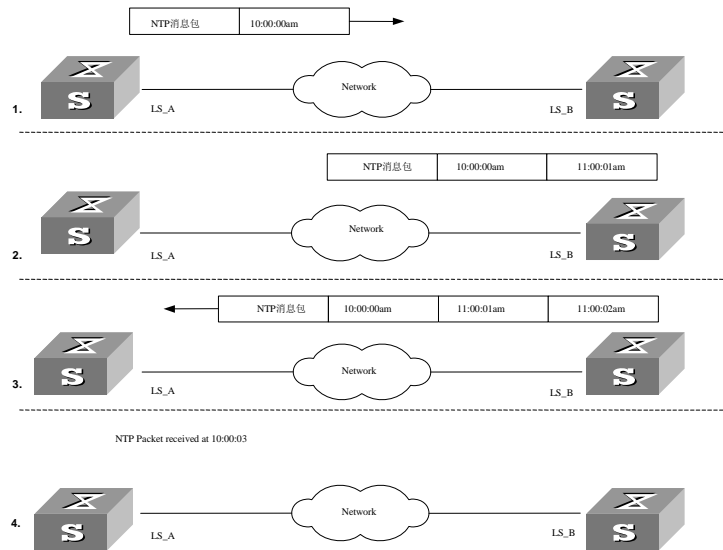 NTP消息包 10:00:00am
Network
1. LS_A LS_B
S S
NTP消息包 10:00:00am 11:00:01am
Network
2. LS_A LS_B
S S
NTP消息包 10:00:00am 11:00:01am 11:00:02am
Network
3. LS_A LS_B
S S
NTP Packet received at 10:00:03
Network
4. LS_A LS_B
S S